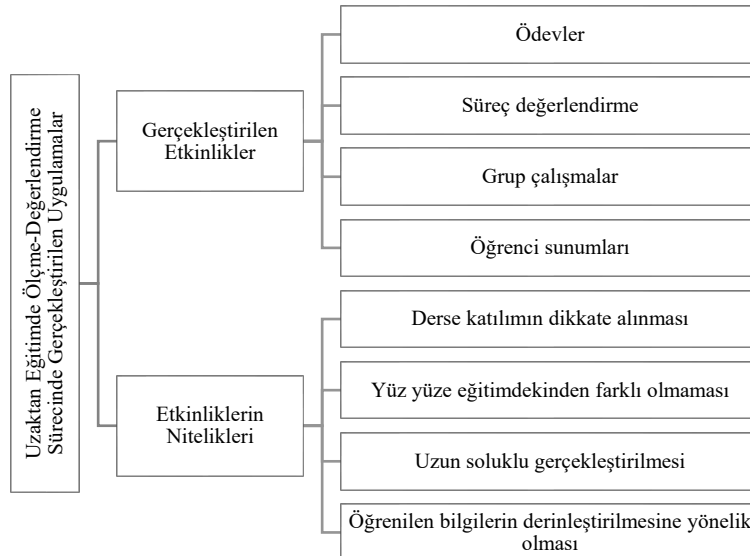 Uzaktan Eğitimde Ölçme-Değerlendirme
Sürecinde Gerçekleştirilen Uygulamalar
Gerçekleştirilen
Etkinlikler
Ödevler
Süreç değerlendirme
Grup çalışmalar
Öğrenci sunumları
Etkinliklerin
Nitelikleri
Derse katılımın dikkate alınması
Yüz yüze eğitimdekinden farklı olmaması
Uzun soluklu gerçekleştirilmesi
Öğrenilen bilgilerin derinleştirilmesine yönelik
olması